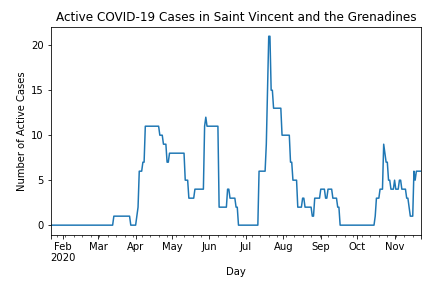 Active COVID-19 Cases in Saint Vincent and the Grenadines
Number of Active Cases
20
15
10
5
0
Feb Mar Apr May Jun Jul Aug Sep Oct Nov
2020
Day